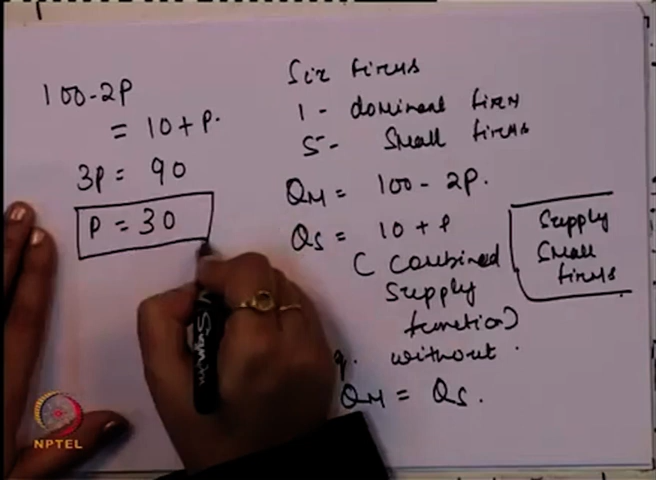 100-2P
= 10+P.
3P = 90
P = 30
Six firms
1 - dominant firm
5 - Small firms
QM = 100 - 2P.
QS = 10 + P
( Combined
Supply
function)
q. without
QM = QS.
Supply
Small
firms
NPTEL